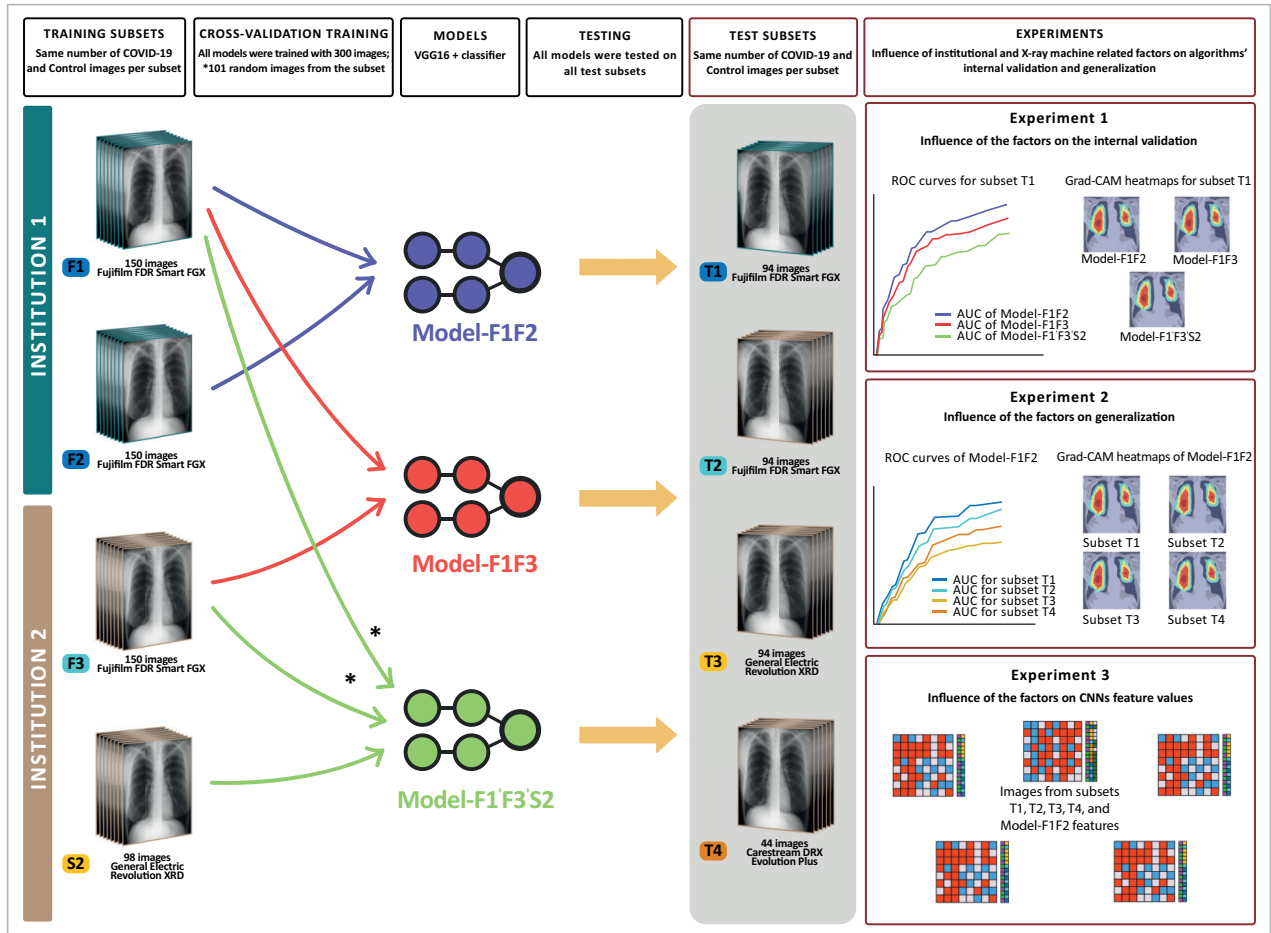 TRAINING SUBSETS
Same number of COVID-19
and Control images per subset
CROSS-VALIDATION TRAINING
All models were trained with 300 images;
*101 random images from the subset
MODELS
VGG16 + classifier
TESTING
All models were tested on
all test subsets
TEST SUBSETS
Same number of COVID-19 and
Control images per subset
EXPERIMENTS
Influence of institutional and X-ray machine related factors on algorithms'
internal validation and generalization
INSTITUTION 1
F1
150 images
Fujifilm FDR Smart FGX
F2
150 images
Fujifilm FDR Smart FGX
INSTITUTION 2
F3
150 images
Fujifilm FDR Smart FGX
S2
98 images
General Electric
Revolution XRD
*
*
Model-F1F2
Model-F1F3
Model-F1'F3'S2
T1
94 images
Fujifilm FDR Smart FGX
T2
94 images
Fujifilm FDR Smart FGX
T3
94 images
General Electric
Revolution XRD
T4
44 images
Carestream DRX
Evolution Plus
Experiment 1
Influence of the factors on the internal validation
ROC curves for subset T1
AUC of Model-F1F2
AUC of Model-F1F3
AUC of Model-F1'F3'S2
Grad-CAM heatmaps for subset T1
Model-F1F2
Model-F1F3
Model-F1'F3'S2
Experiment 2
Influence of the factors on generalization
ROC curves of Model-F1F2
AUC for subset T1
AUC for subset T2
AUC for subset T3
AUC for subset T4
Grad-CAM heatmaps of Model-F1F2
Subset T1
Subset T2
Subset T3
Subset T4
Experiment 3
Influence of the factors on CNNs feature values
Images from subsets
T1, T2, T3, T4, and
Model-F1F2 features